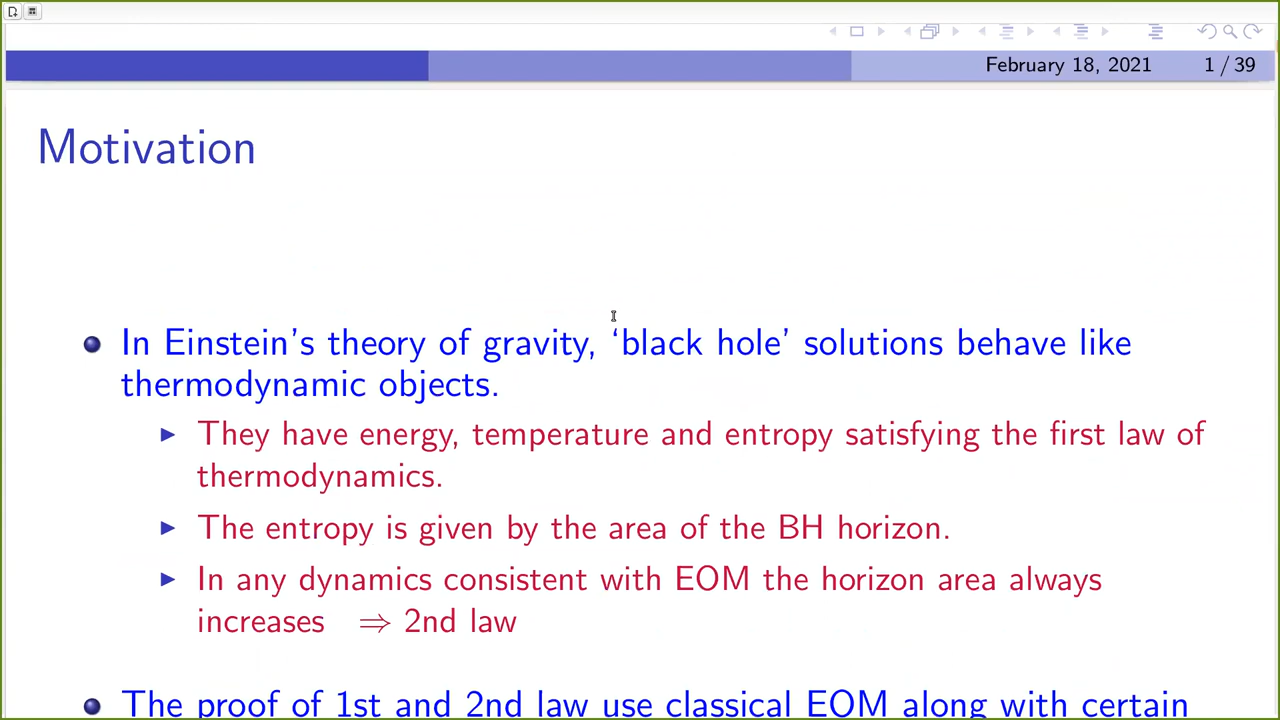 February 18, 2021 1 / 39
Motivation
In Einstein's theory of gravity, ‘black hole’ solutions behave like
thermodynamic objects.
They have energy, temperature and entropy satisfying the first law of
thermodynamics.
The entropy is given by the area of the BH horizon.
In any dynamics consistent with EOM the horizon area always
increases ⇒ 2nd law
The proof of 1st and 2nd law use classical EOM along with certain